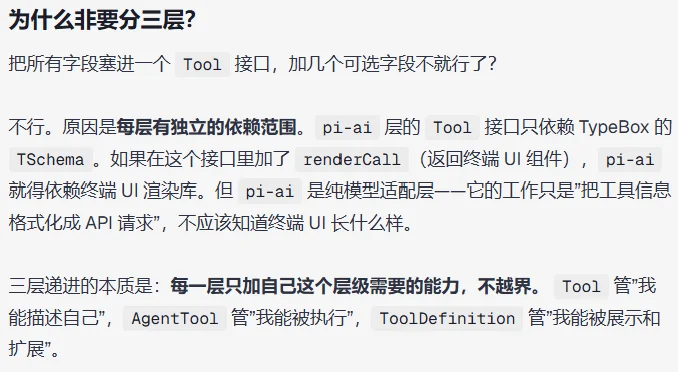 为什么非要分三层？
把所有字段塞进一个 Tool 接口，加几个可选字段不就行了？
不行。原因是每层有独立的依赖范围。pi-ai 层的 Tool 接口只依赖 TypeBox 的
TSchema。如果在这个接口里加了 renderCall（返回终端 UI 组件），pi-ai
就得依赖终端 UI 渲染库。但 pi-ai 是纯模型适配层——它的工作只是”把工具信息
格式化成 API 请求”，不应该知道终端 UI 长什么样。
三层递进的本质是：每一层只加自己这个层级需要的能力，不越界。Tool 管”我
能描述自己”，AgentTool 管”我能被执行”，ToolDefinition 管”我能被展示和
扩展”。